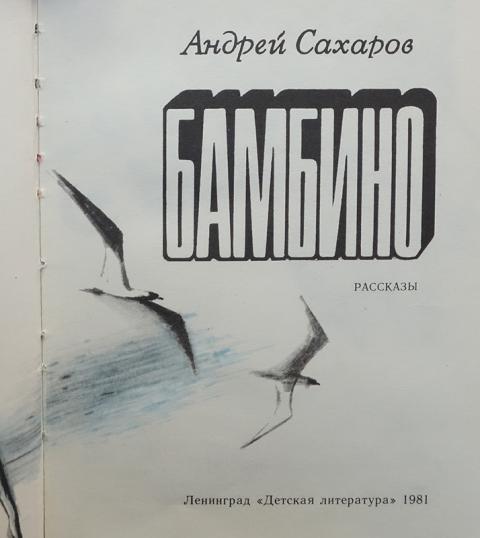 Андрей Сахаров
БАМБИНО
РАССКАЗЫ
Ленинград «Детская литература» 1981